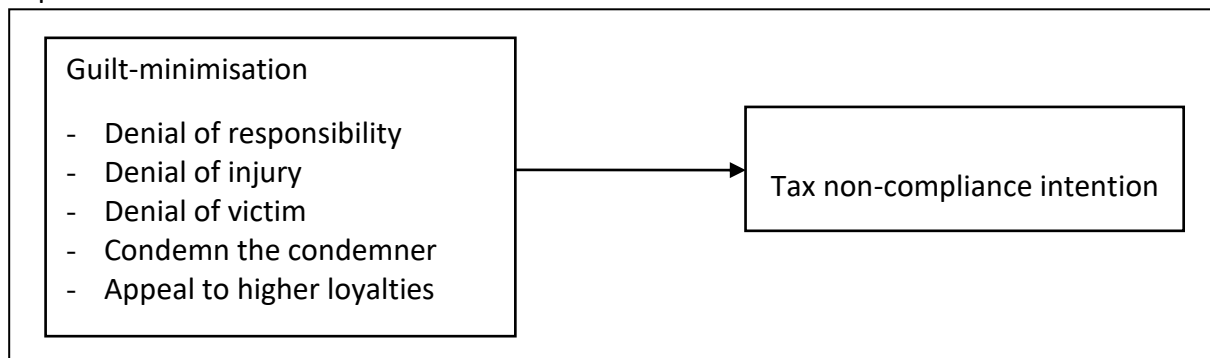 Guilt-minimisation
- Denial of responsibility
- Denial of injury
- Denial of victim
- Condemn the condemner
- Appeal to higher loyalties
Tax non-compliance intention